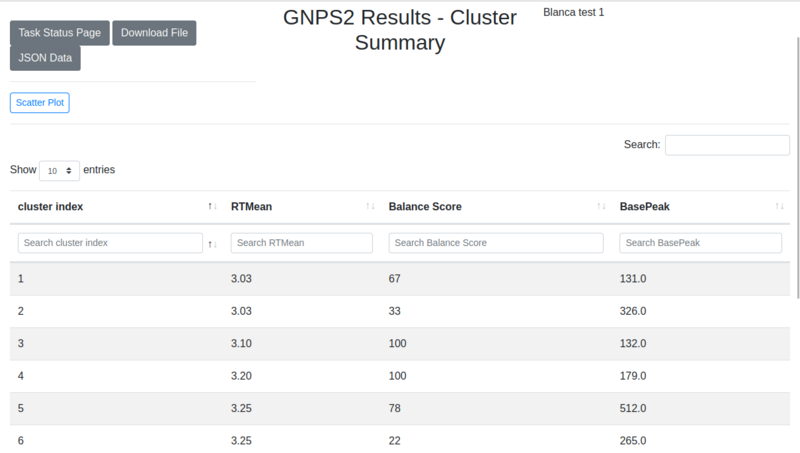 Task Status Page Download File
JSON Data
GNPS2 Results - Cluster
Summary
Blanca test 1
Scatter Plot
Search:
Show 10 entries
cluster index RTMean Balance Score BasePeak
Search cluster index Search RTMean Search Balance Score Search BasePeak
1 3.03 67 131.0
2 3.03 33 326.0
3 3.10 100 132.0
4 3.20 100 179.0
5 3.25 78 512.0
6 3.25 22 265.0